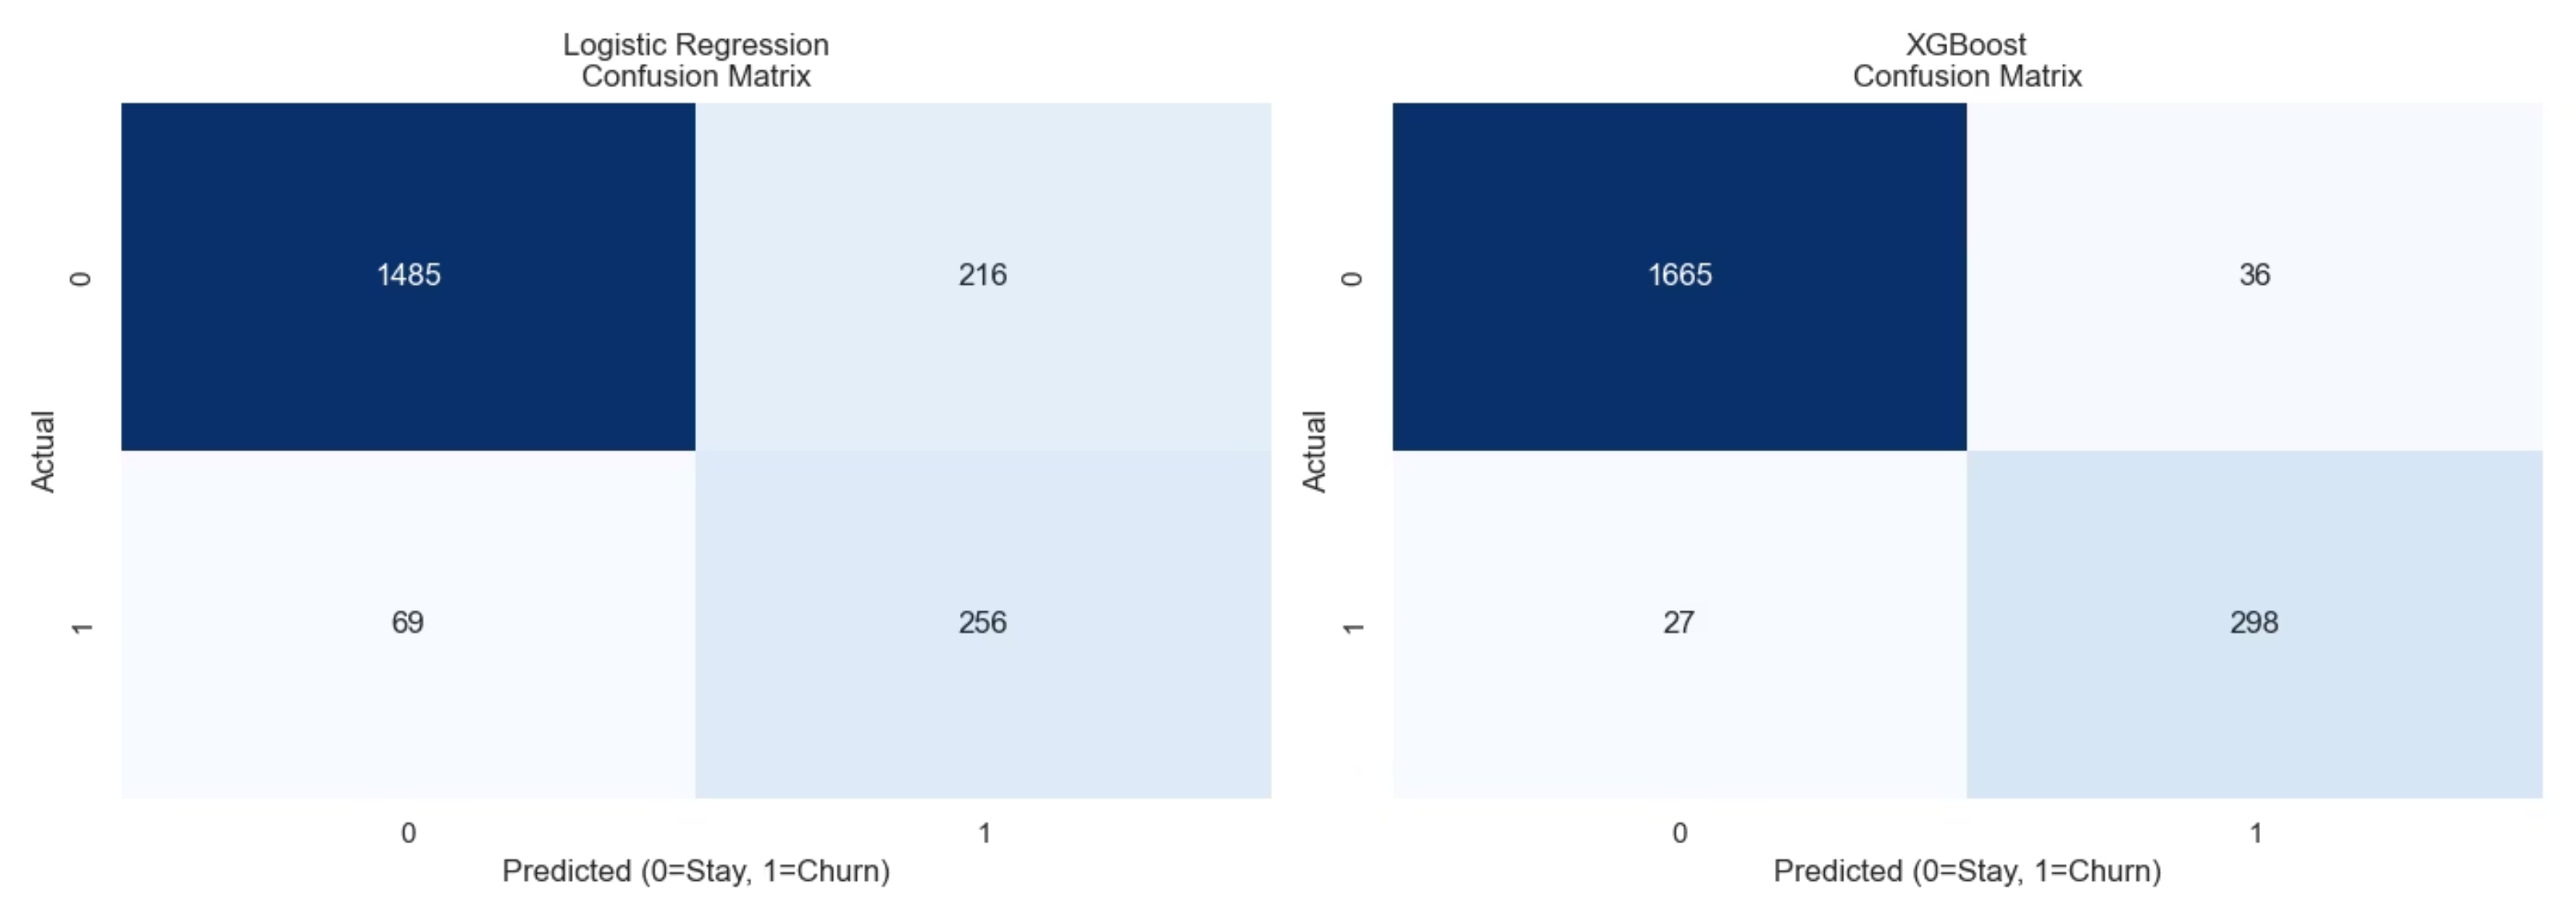 Logistic Regression
Confusion Matrix
Actual
0
1485
216
1
69
256
0
1
Predicted (0=Stay, 1=Churn)
XGBoost
Confusion Matrix
Actual
0
1665
36
1
27
298
0
1
Predicted (0=Stay, 1=Churn)